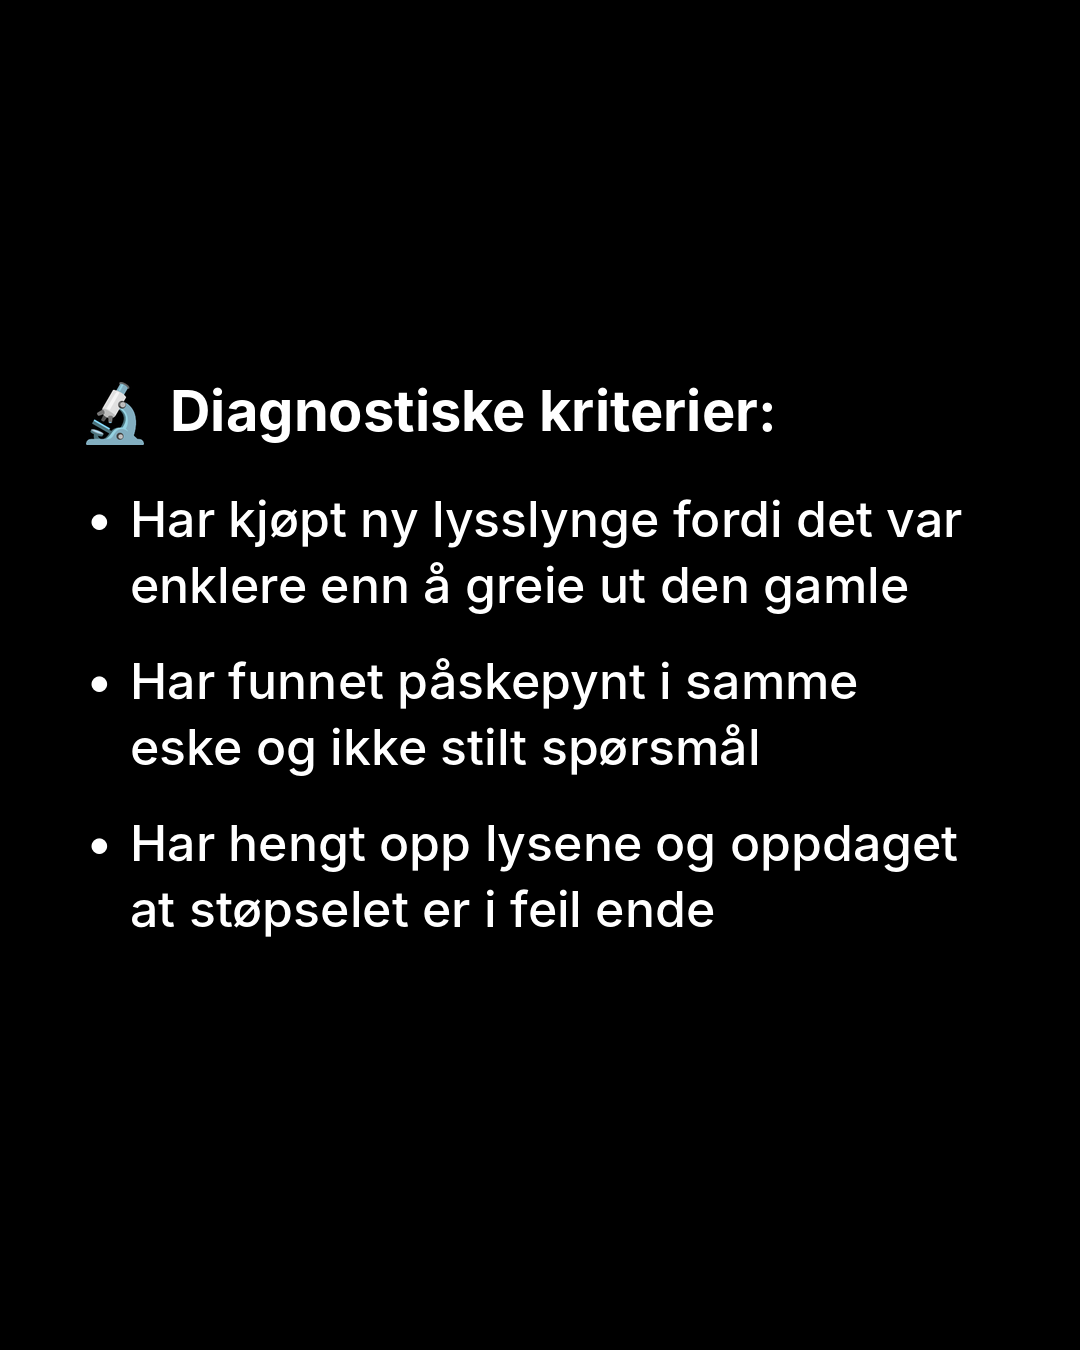 🔬 Diagnostiske kriterier:
• Har kjøpt ny lysslynge fordi det var
enklere enn å greie ut den gamle
• Har funnet påskepynt i samme
eske og ikke stilt spørsmål
• Har hengt opp lysene og oppdaget
at støpselet er i feil ende